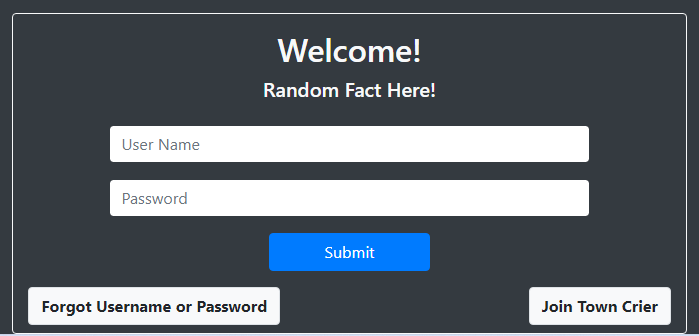 Welcome!
Random Fact Here!
User Name
Password
Submit
Forgot Username or Password
Join Town Crier